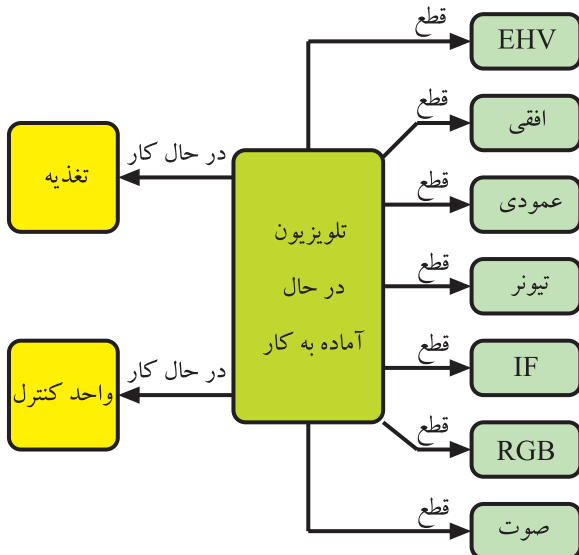 قطع
EHV
قطع
افقی
در حال کار
تغذیه
قطع
عمودی
تلویزیون
در حال
آماده به کار
قطع
تیونر
قطع
IF
در حال کار
واحد کنترل
قطع
RGB
قطع
صوت